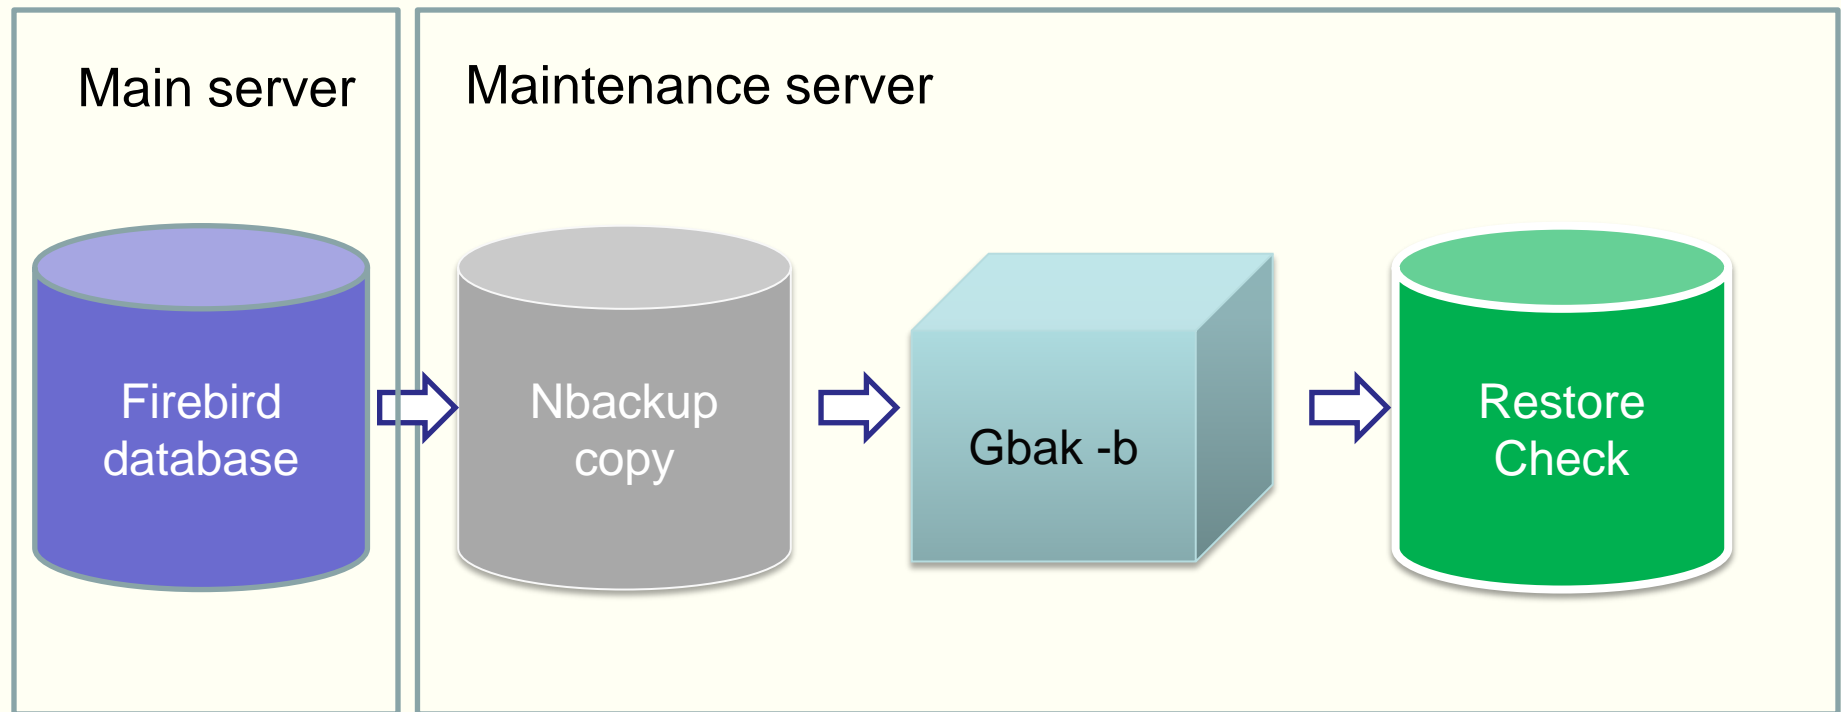 Main server
Maintenance server
Firebird
database
Nbackup
copy
Gbak -b
Restore
Check